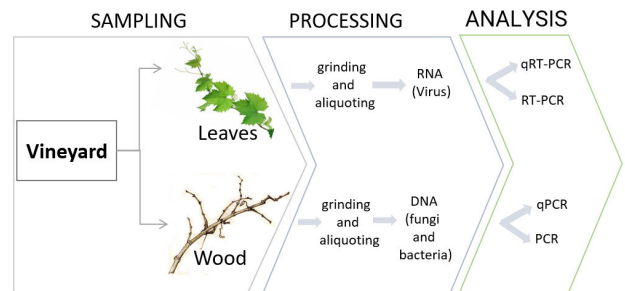 SAMPLING
PROCESSING
ANALYSIS
Vineyard
Leaves
grinding
and
aliquoting
RNA
(Virus)
qRT-PCR
RT-PCR
Wood
grinding
and
aliquoting
DNA
(fungi
and
bacteria)
qPCR
PCR